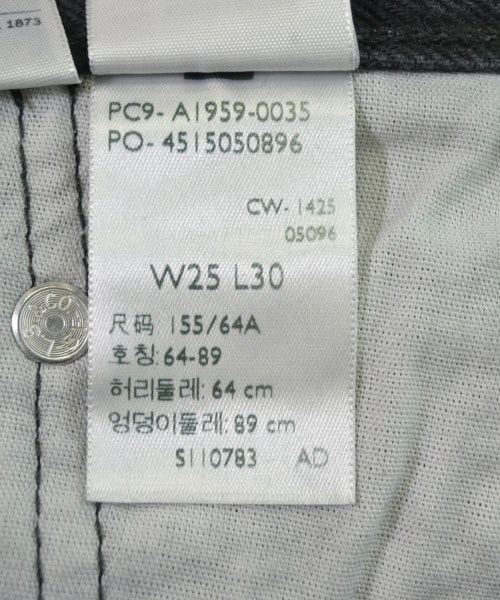 1873
PC9- A1959-0035
PO- 4515050896
CW- 1425
05096
W25 L30
尺码 155/64A
호칭: 64-89
허리둘레: 64 cm
엉덩이둘레: 89 cm
S110783 AD